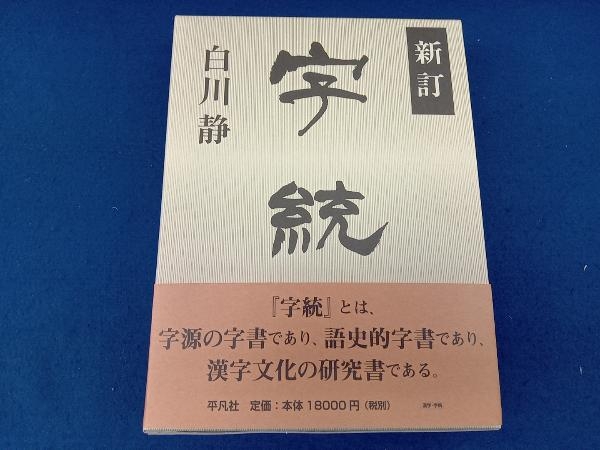 新訂
字統
白川静
『字統』とは、
字源の字書であり、語史的字書であり、
漢字文化の研究書である。
平凡社 定価：本体18000円（税別）